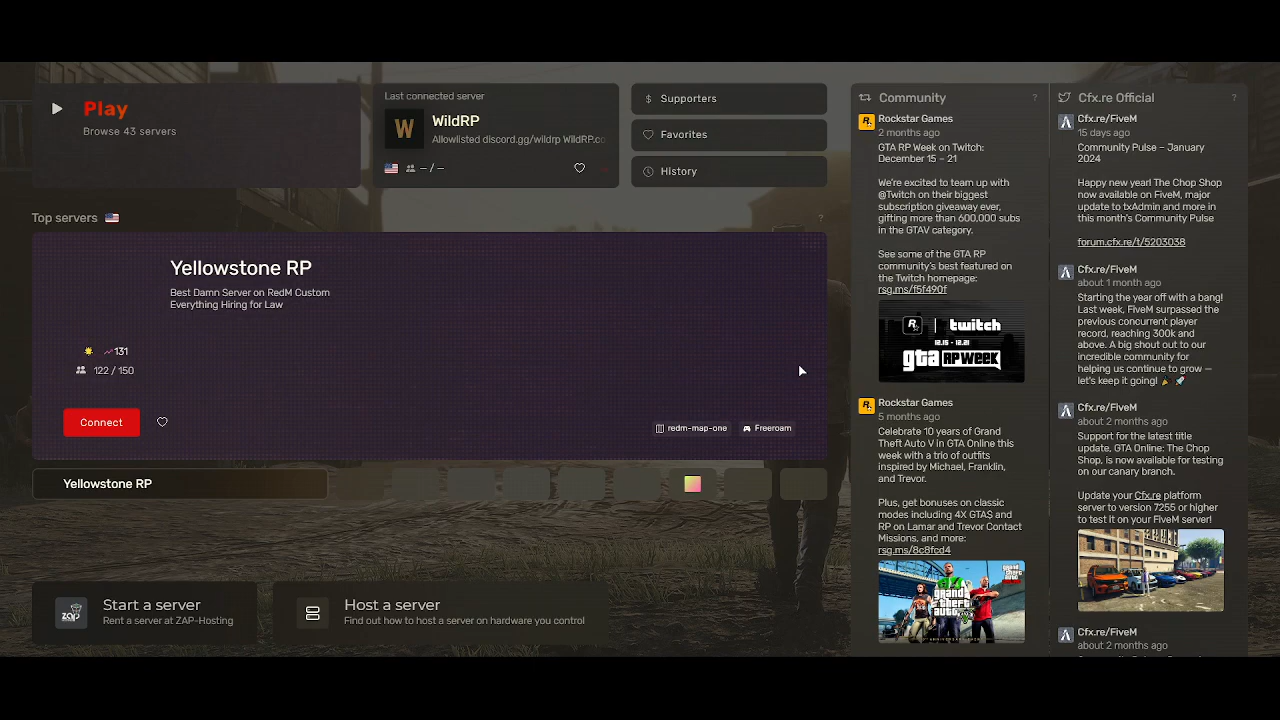 Play
Browse 43 servers
Last connected server
W
WildRP
Allowlisted discord.gg/wildrp WildRP.co
– / –
$ Supporters
Favorites
History
Top servers
?
Yellowstone RP
Best Damn Server on RedM Custom
Everything Hiring for Law
131
122 / 150
Connect
redm-map-one
Freeroam
Yellowstone RP
ZAP
Start a server
Rent a server at ZAP-Hosting
Host a server
Find out how to host a server on hardware you control
Community
?
Rockstar Games
2 months ago
GTA RP Week on Twitch:
December 15 – 21
We're excited to team up with
@Twitch on their biggest
subscription giveaway ever,
gifting more than 600,000 subs
in the GTAV category.
See some of the GTA RP
community's best featured on
the Twitch homepage:
rsg.ms/f5f490f
R | twitch
12.15 - 12.21
gta RP WEEK
Rockstar Games
5 months ago
Celebrate 10 years of Grand
Theft Auto V in GTA Online this
week with a trio of outfits
inspired by Michael, Franklin,
and Trevor.
Plus, get bonuses on classic
modes including 4X GTA$ and
RP on Lamar and Trevor Contact
Missions, and more:
rsg.ms/8c8fcd4
grand
theft
auto
Cfx.re Official
?
Cfx.re/FiveM
15 days ago
Community Pulse – January
2024
Happy new year! The Chop Shop
now available on FiveM, major
update to txAdmin and more in
this month's Community Pulse
forum.cfx.re/t/5203038
Cfx.re/FiveM
about 1 month ago
Starting the year off with a bang!
Last week, FiveM surpassed the
previous concurrent player
record, reaching 300k and
above. A big shout out to our
incredible community for
helping us continue to grow —
let's keep it going! 🎉 🚀
Cfx.re/FiveM
about 2 months ago
Support for the latest title
update, GTA Online: The Chop
Shop, is now available for testing
on our canary branch.
Update your Cfx.re platform
server to version 7255 or higher
to test it on your FiveM server!
Cfx.re/FiveM
about 2 months ago